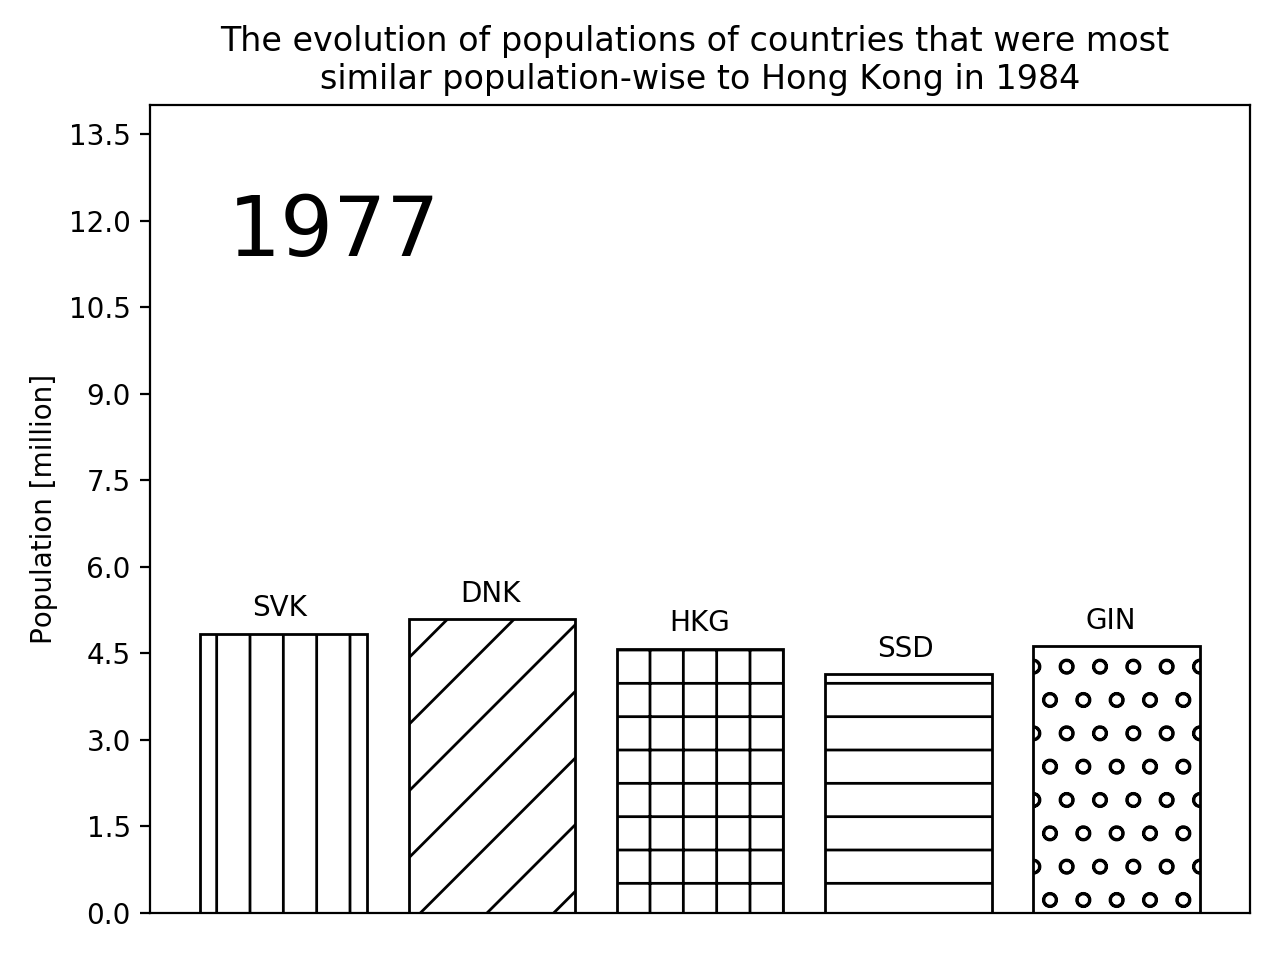 The evolution of populations of countries that were most
similar population-wise to Hong Kong in 1984
13.5
12.0
10.5
9.0
7.5
6.0
4.5
3.0
1.5
0.0
Population [million]
1977
SVK
DNK
HKG
SSD
GIN